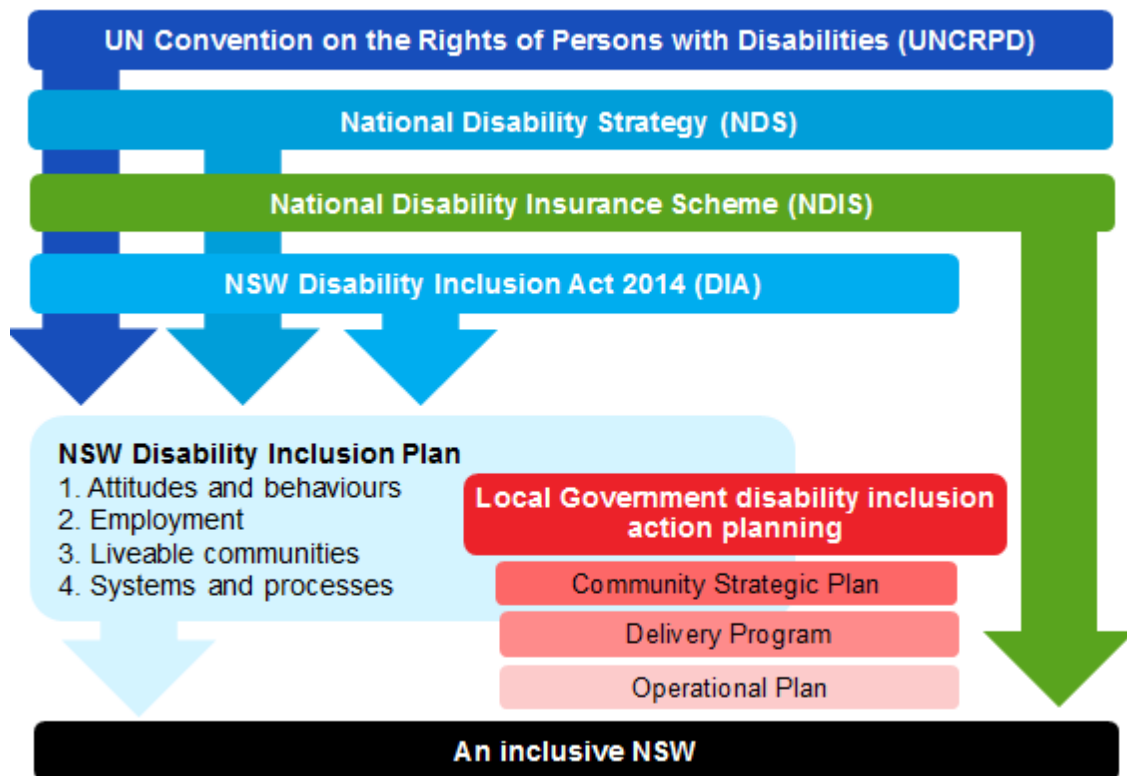 UN Convention on the Rights of Persons with Disabilities (UNCRPD)
National Disability Strategy (NDS)
National Disability Insurance Scheme (NDIS)
NSW Disability Inclusion Act 2014 (DIA)
NSW Disability Inclusion Plan
1. Attitudes and behaviours
2. Employment
3. Liveable communities
4. Systems and processes
Local Government disability inclusion
action planning
Community Strategic Plan
Delivery Program
Operational Plan
An inclusive NSW